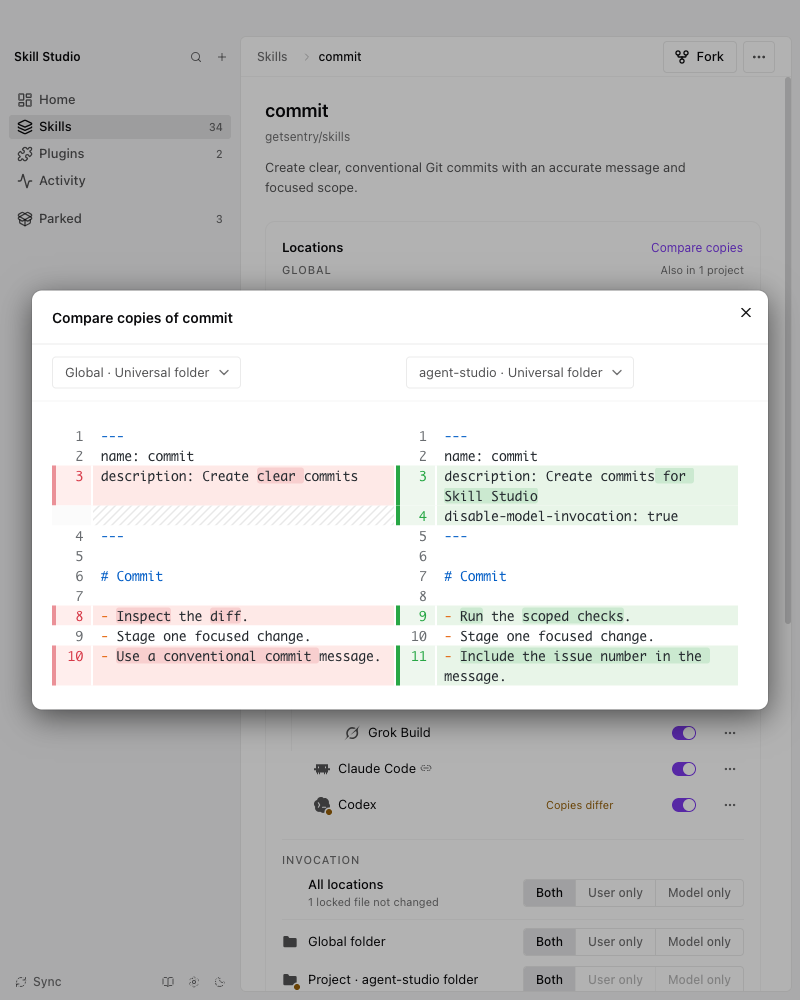 Skill Studio
Skills
commit
Fork
Home
Skills 34
Plugins 2
Activity
Parked 3
commit
getsentry/skills
Create clear, conventional Git commits with an accurate message and
focused scope.
Locations
Compare copies
GLOBAL
Also in 1 project
Compare copies of commit
Global · Universal folder
agent-studio · Universal folder
1 ---
2 name: commit
3 description: Create clear commits
4 ---
5
6 # Commit
7
8 - Inspect the diff.
9 - Stage one focused change.
10 - Use a conventional commit message.
1 ---
2 name: commit
3 description: Create commits for
Skill Studio
4 disable-model-invocation: true
5 ---
6
7 # Commit
8
9 - Run the scoped checks.
10 - Stage one focused change.
11 - Include the issue number in the
message.
Grok Build
Claude Code
Codex
Copies differ
INVOCATION
All locations
1 locked file not changed
Both User only Model only
Global folder
Both User only Model only
Project · agent-studio folder
Both User only Model only
Sync